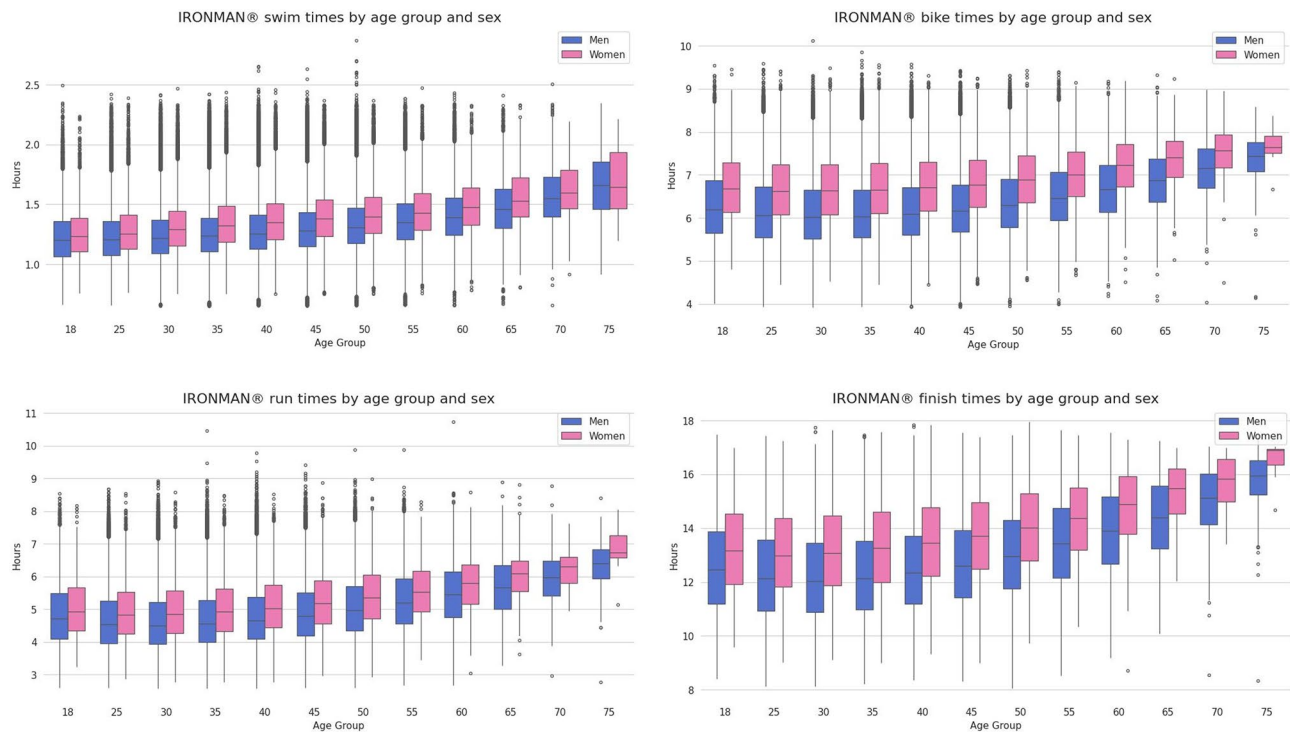 IRONMAN® swim times by age group and sex
Men
Women
2.5
2.0
1.5
1.0
Hours
18 25 30 35 40 45 50 55 60 65 70 75
Age Group
IRONMAN® bike times by age group and sex
Men
Women
10
9
8
7
6
5
4
Hours
18 25 30 35 40 45 50 55 60 65 70 75
Age Group
IRONMAN® run times by age group and sex
Men
Women
11
10
9
8
7
6
5
4
3
Hours
18 25 30 35 40 45 50 55 60 65 70 75
Age Group
IRONMAN® finish times by age group and sex
Men
Women
18
16
14
12
10
8
Hours
18 25 30 35 40 45 50 55 60 65 70 75
Age Group